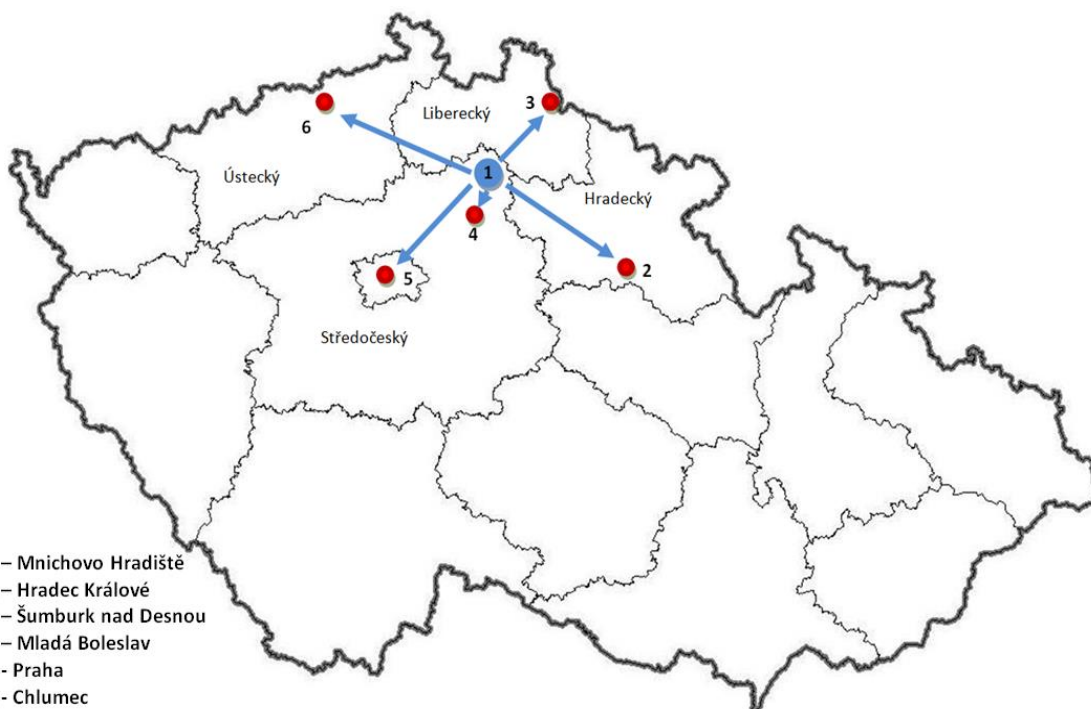 Liberecký
3
6
Ústecký
1
Hradecký
4
5
2
Středočeský
– Mnichovo Hradiště
– Hradec Králové
– Šumburk nad Desnou
– Mladá Boleslav
- Praha
- Chlumec